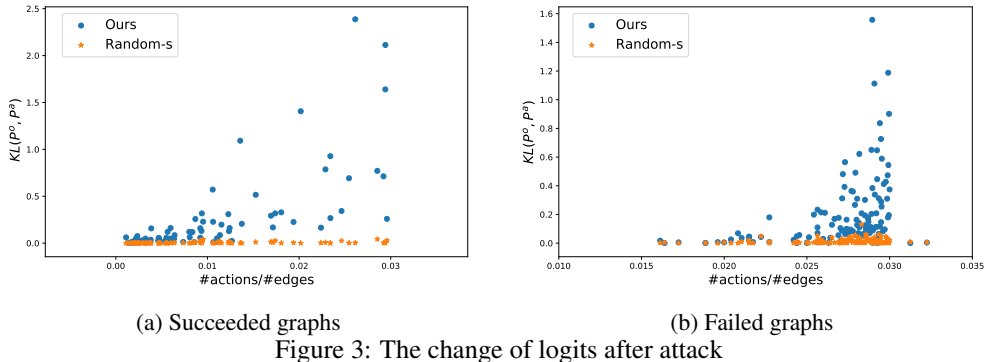 2.5
2.0
1.5
1.0
0.5
0.0
KL(P^o, P^a)
Ours
Random-s
0.00 0.01 0.02 0.03
#actions/#edges
(a) Succeeded graphs
1.6
1.4
1.2
1.0
0.8
0.6
0.4
0.2
0.0
KL(P^o, P^a)
Ours
Random-s
0.010 0.015 0.020 0.025 0.030 0.035
#actions/#edges
(b) Failed graphs
Figure 3: The change of logits after attack